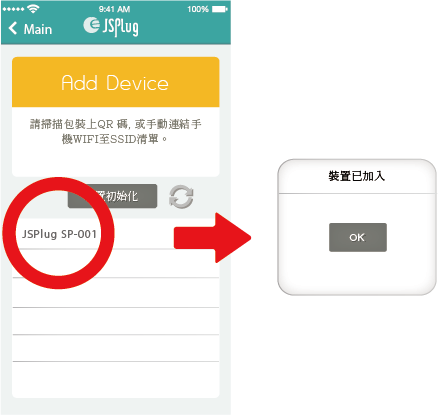 9:41 AM
100%
Main
JSPlug
Add Device
請掃描包裝上QR 碼, 或手動連結手
機WIFI至SSID清單。
置初始化
JSPlug SP-001
裝置已加入
OK